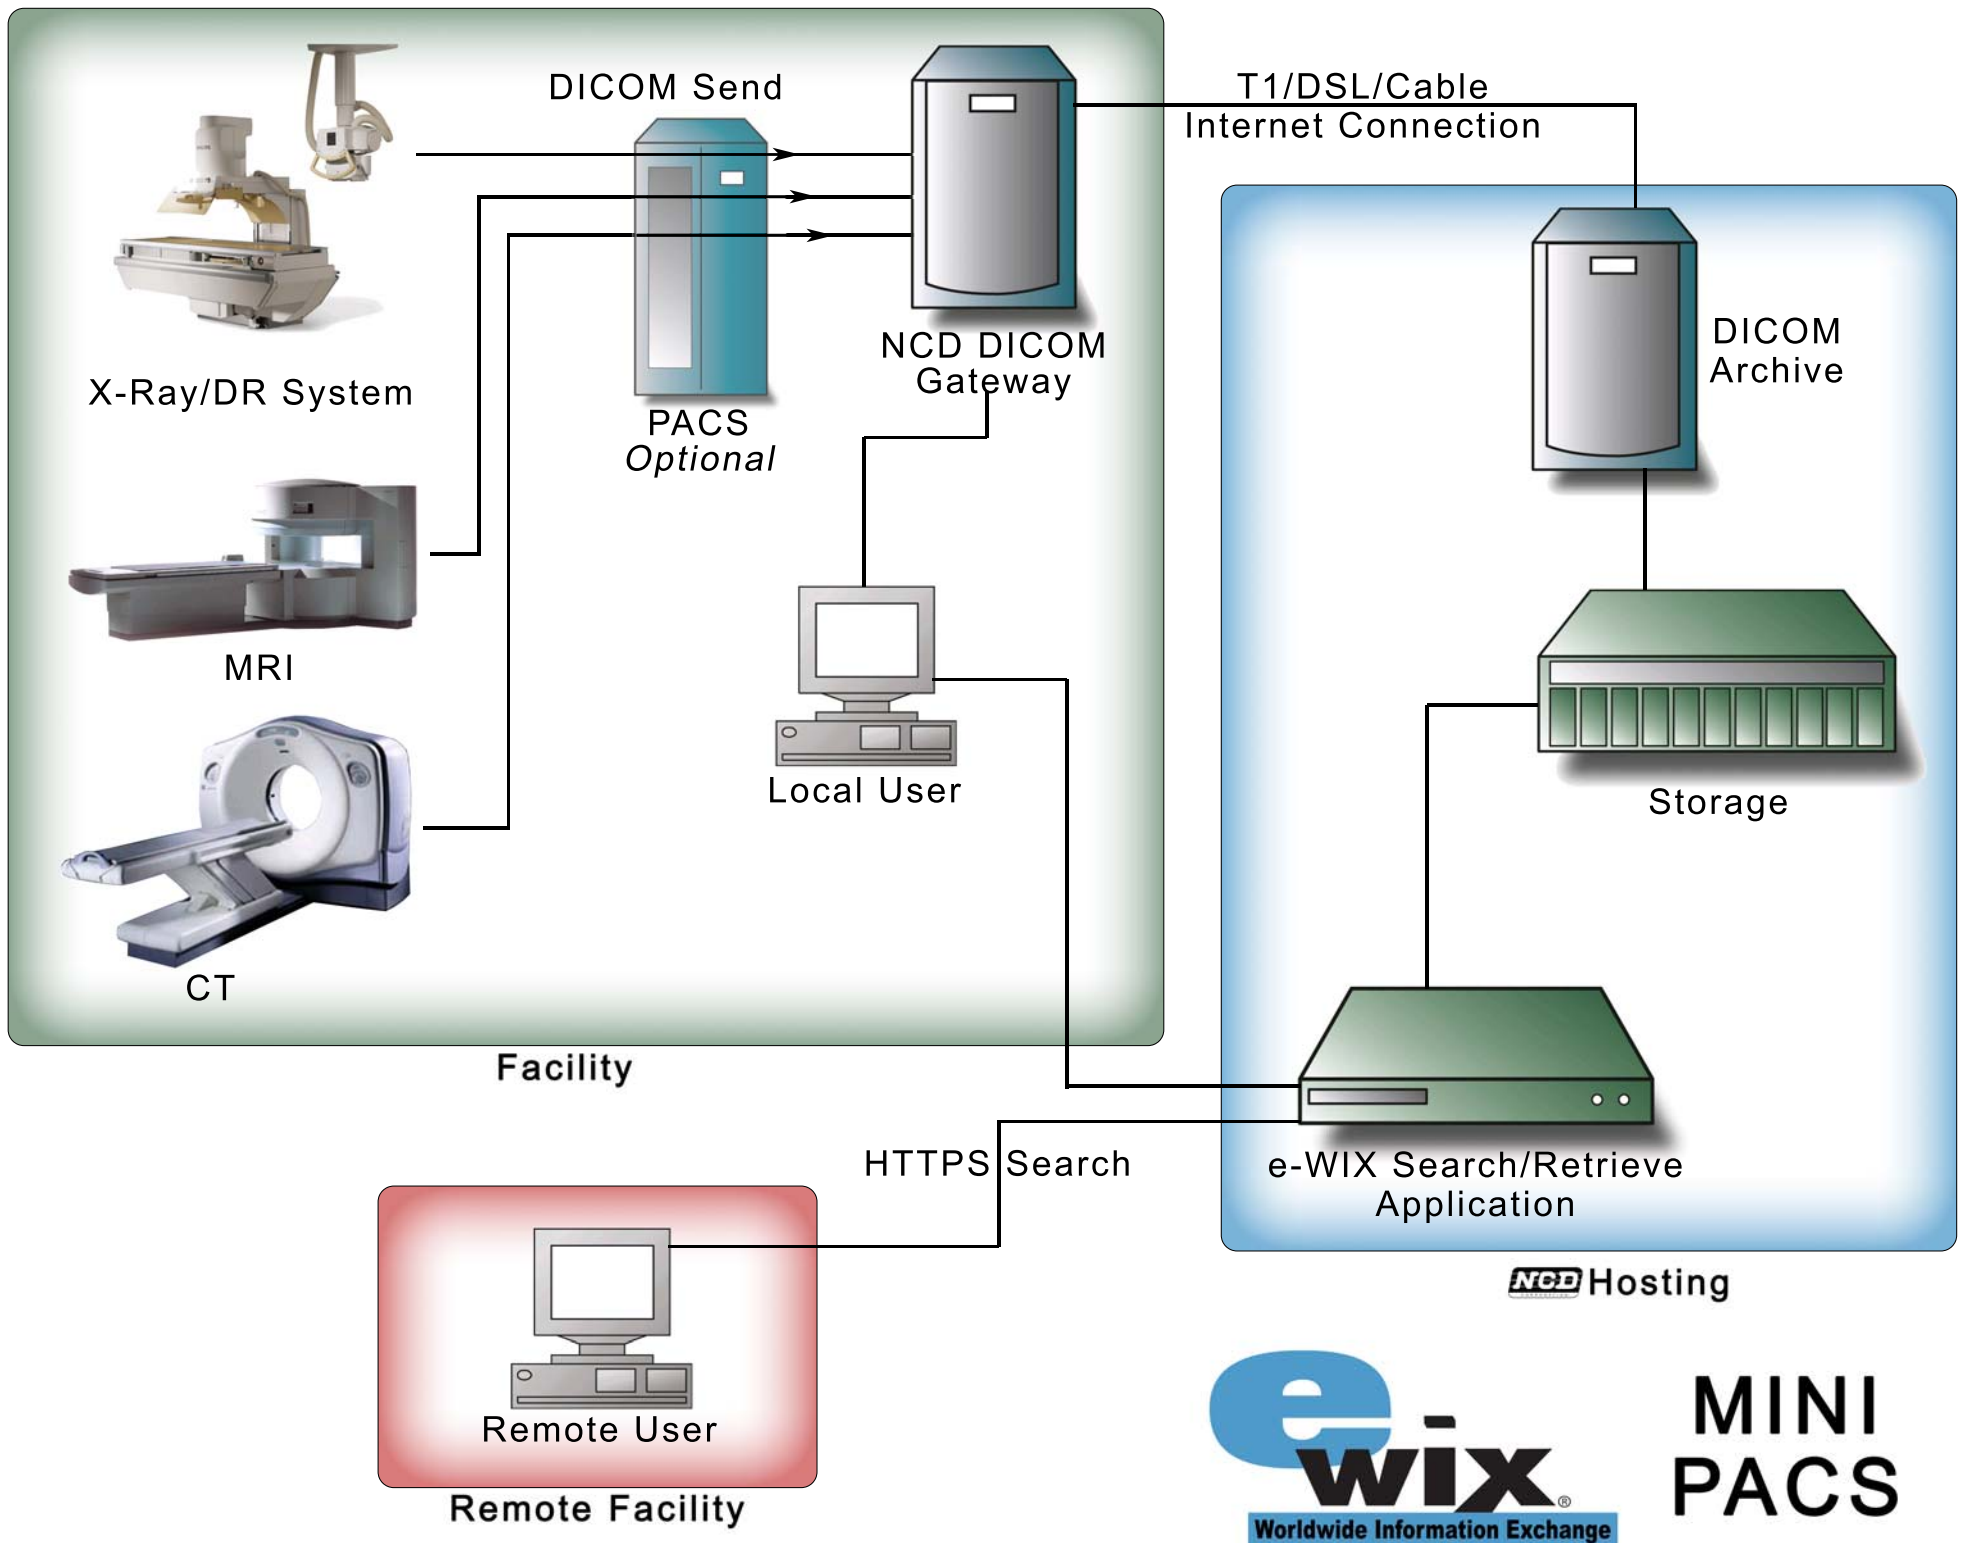 DICOM Send
T1/DSL/Cable
Internet Connection
X-Ray/DR System
PACS
Optional
NCD DICOM
Gateway
DICOM
Archive
MRI
Local User
Storage
CT
Facility
HTTPS Search
e-WIX Search/Retrieve
Application
NCD Hosting
Remote User
Remote Facility
e
wix®
Worldwide Information Exchange
MINI
PACS